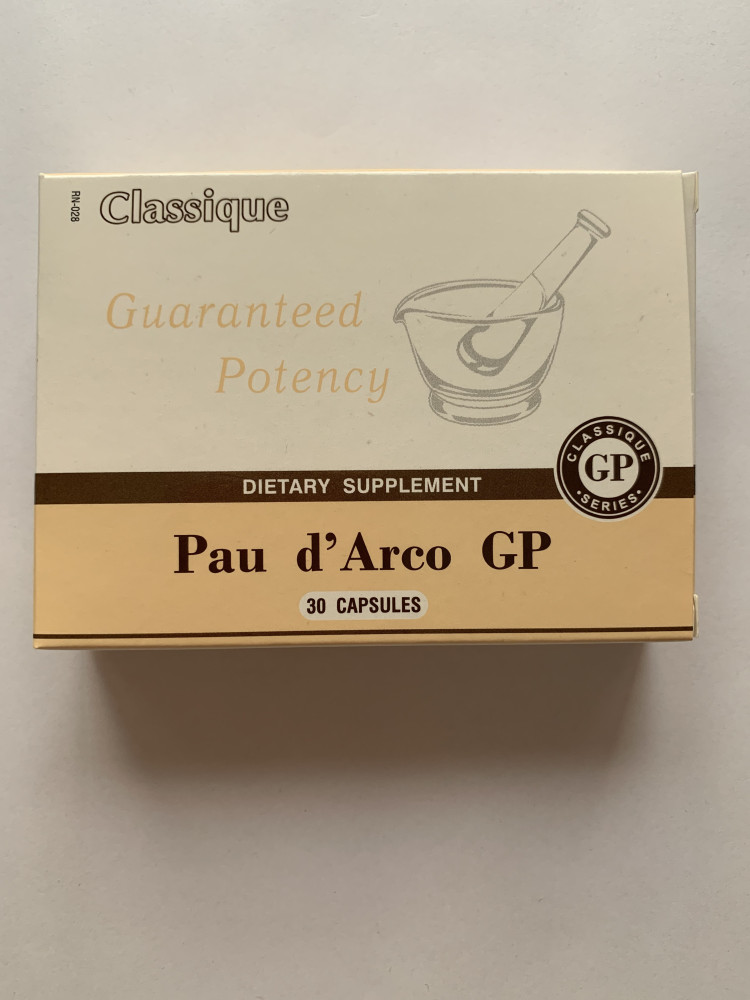 RN-028
Classique
Guaranteed
Potency
CLASSIQUE
GP
•SERIES•
DIETARY SUPPLEMENT
Pau d’Arco GP
30 CAPSULES